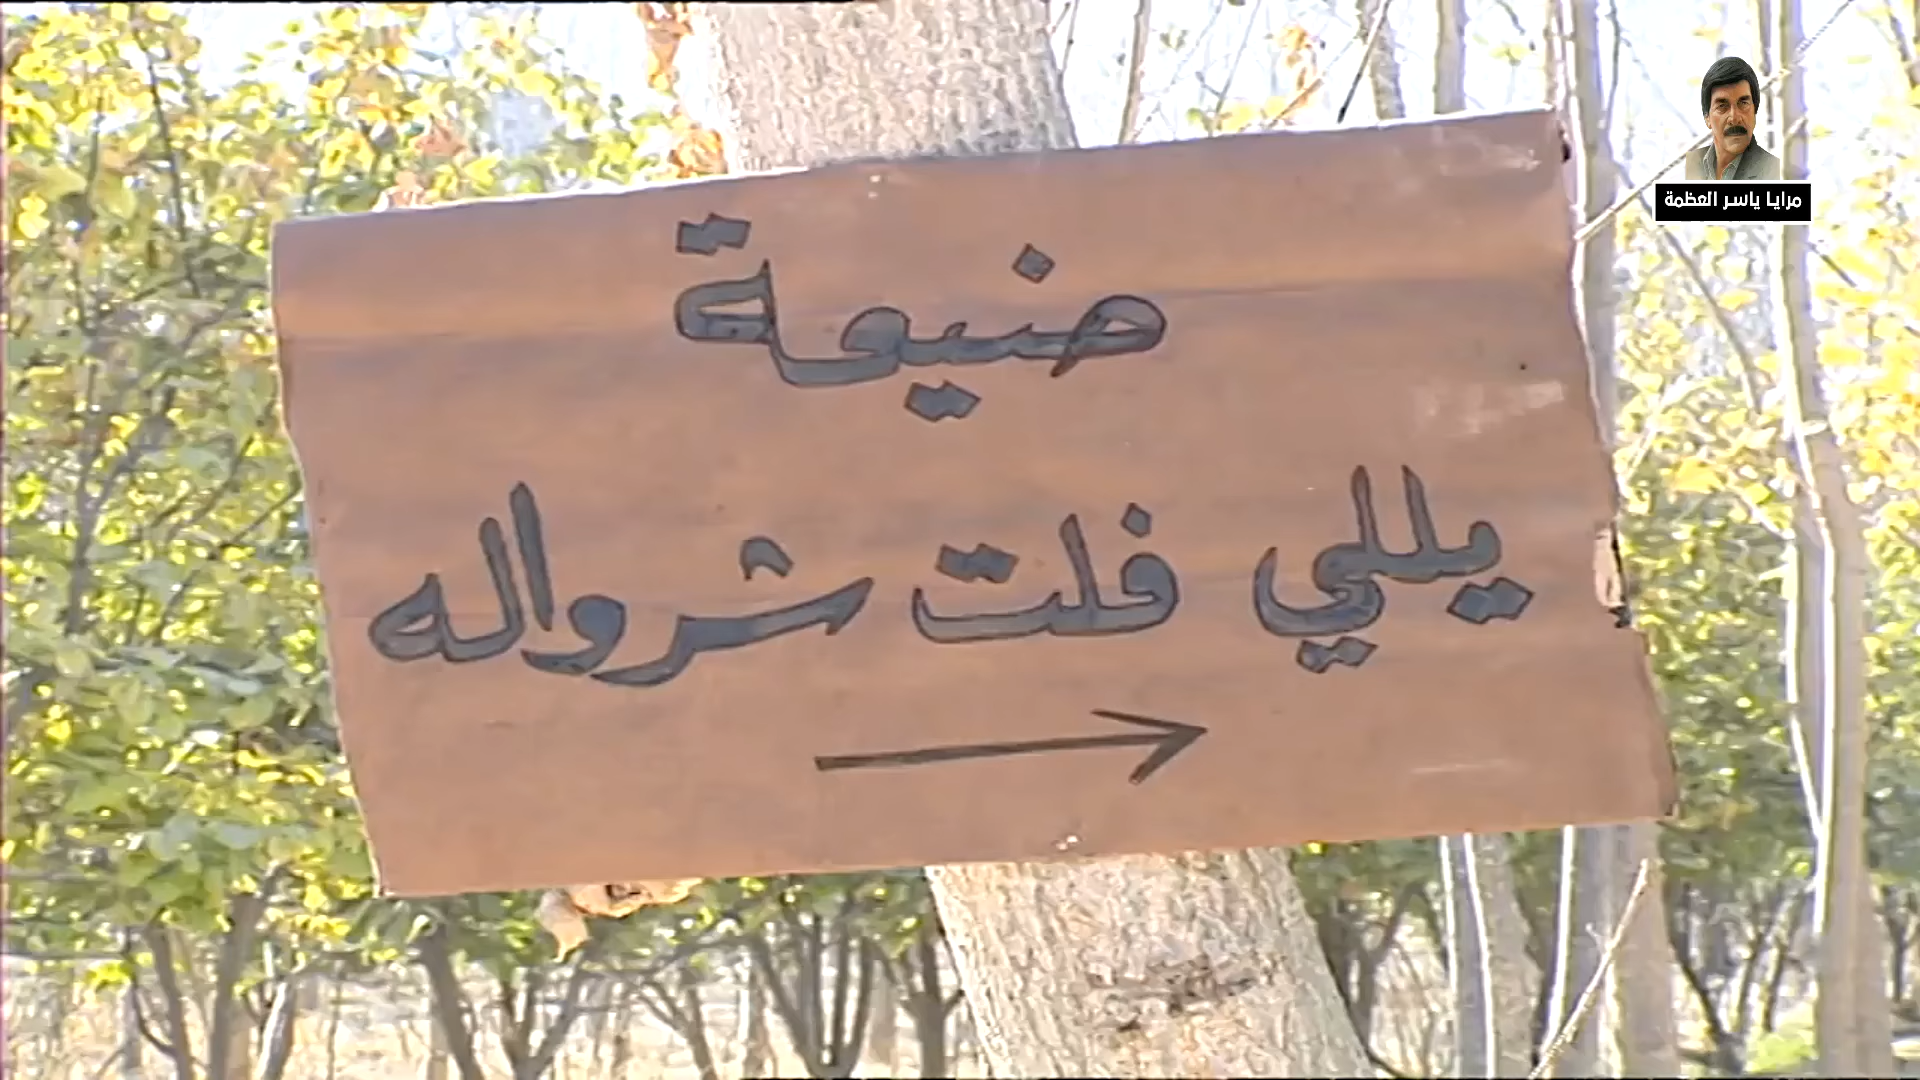 ضيعة
يللي فلت شرواله
مرايا ياسر العظمة